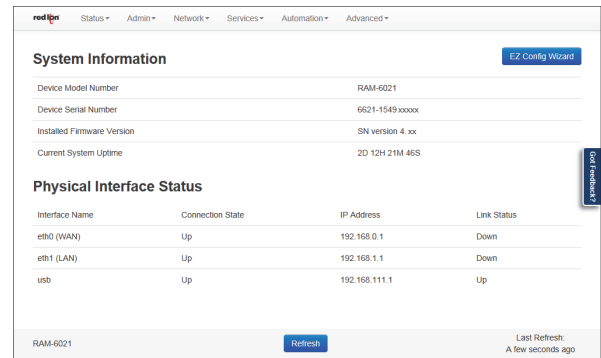 red lion Status Admin Network Services Automation Advanced
System Information
EZ Config Wizard
Device Model Number RAM-6021
Device Serial Number 6621-1549 xxxxx
Installed Firmware Version SN version 4. xx
Current System Uptime 2D 12H 21M 46S
Got Feedback?
Physical Interface Status
Interface Name Connection State IP Address Link Status
eth0 (WAN) Up 192.168.0.1 Down
eth1 (LAN) Up 192.168.1.1 Down
usb Up 192.168.111.1 Up
RAM-6021
Refresh
Last Refresh:
A few seconds ago